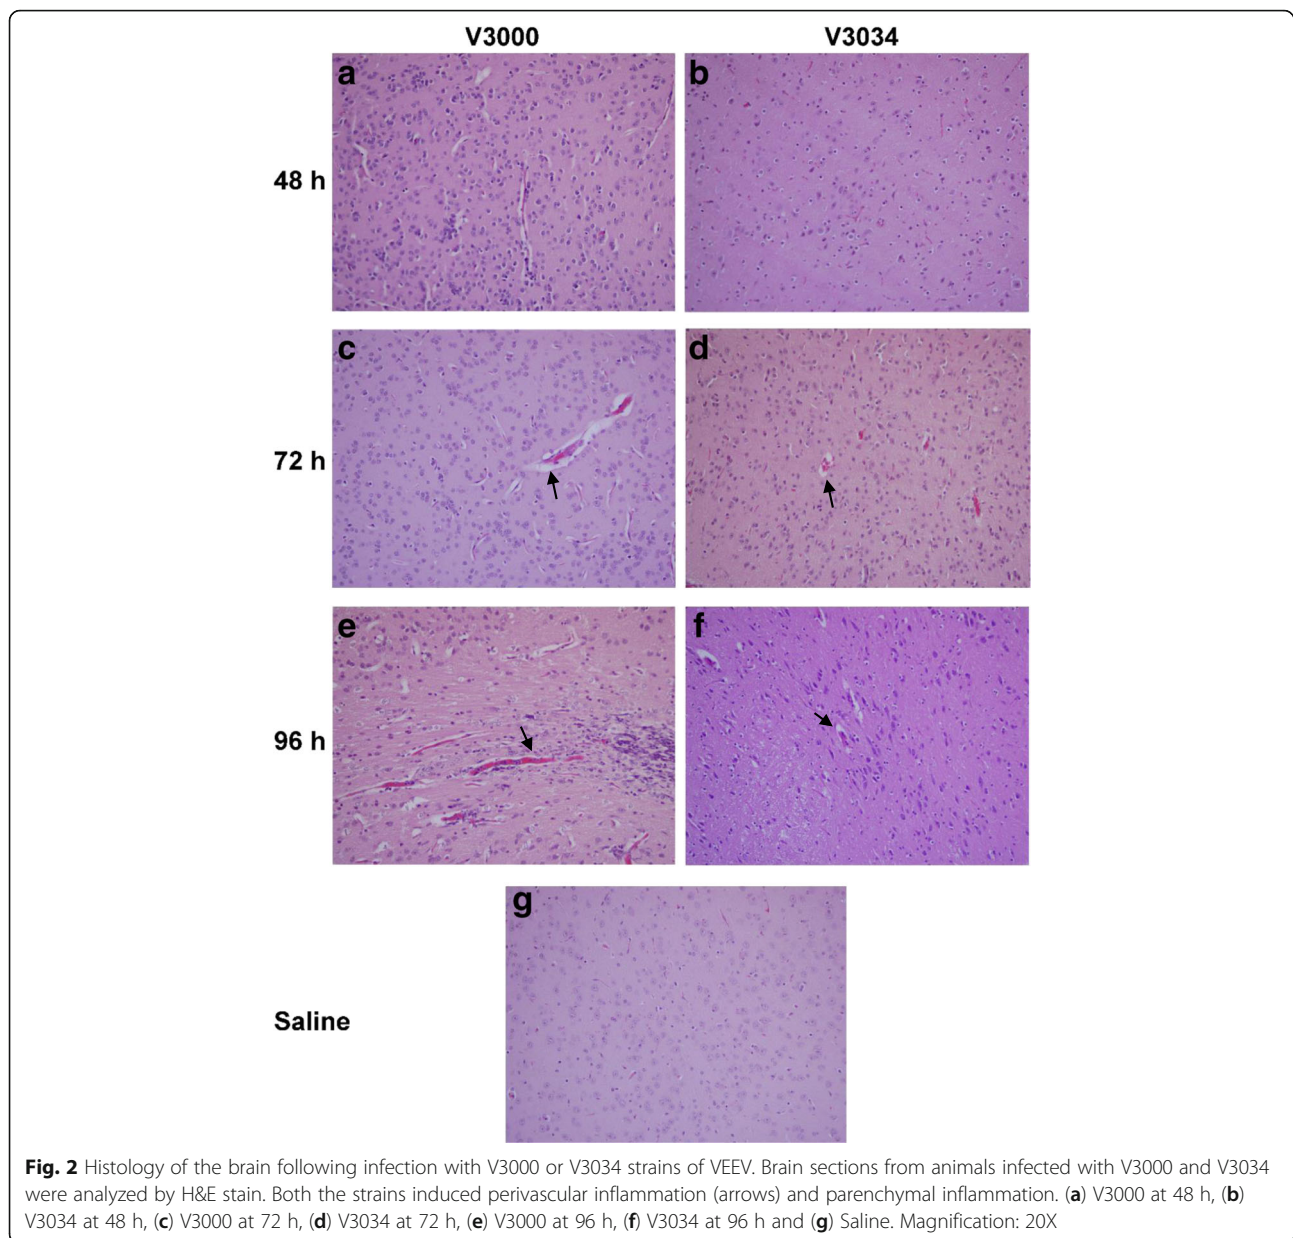 V3000 V3034
a b
48 h
c d
72 h
e f
96 h
g
Saline
Fig. 2 Histology of the brain following infection with V3000 or V3034 strains of VEEV. Brain sections from animals infected with V3000 and V3034
were analyzed by H&E stain. Both the strains induced perivascular inflammation (arrows) and parenchymal inflammation. (a) V3000 at 48 h, (b)
V3034 at 48 h, (c) V3000 at 72 h, (d) V3034 at 72 h, (e) V3000 at 96 h, (f) V3034 at 96 h and (g) Saline. Magnification: 20X